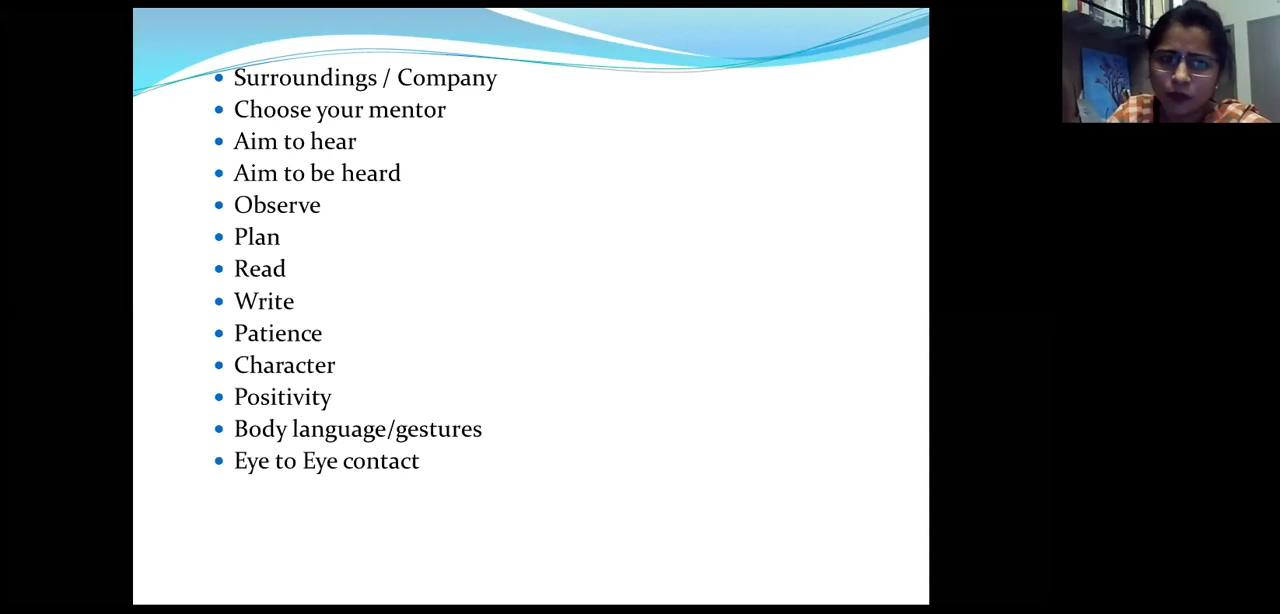 Surroundings / Company
Choose your mentor
Aim to hear
Aim to be heard
Observe
Plan
Read
Write
Patience
Character
Positivity
Body language/gestures
Eye to Eye contact